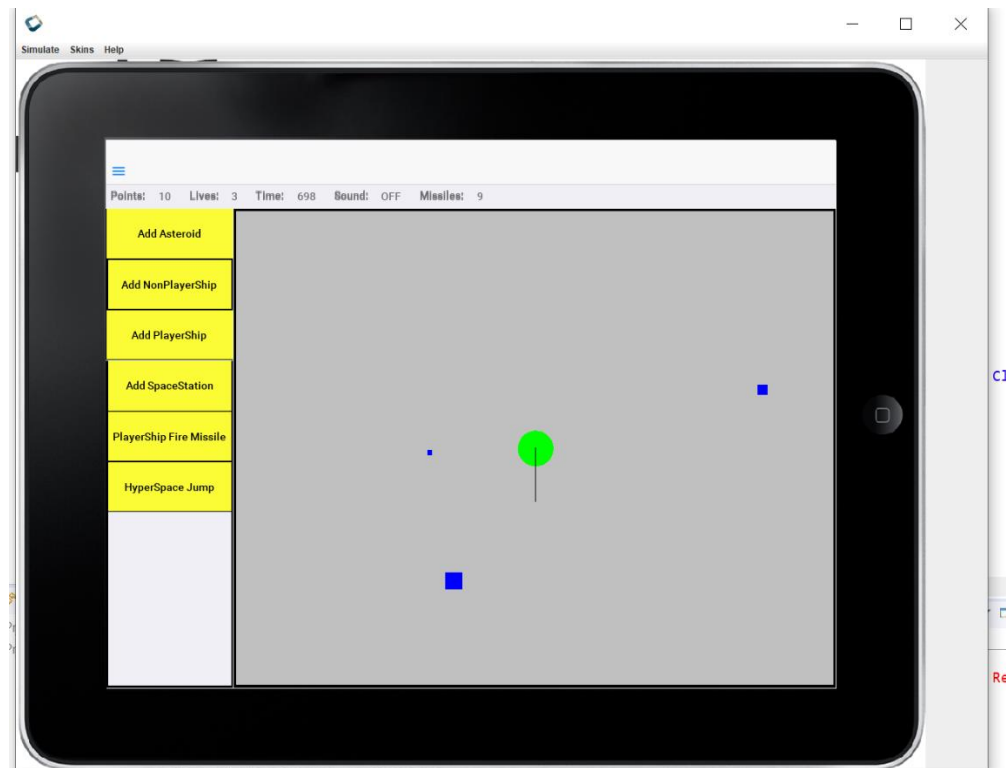 Simulate Skins Help
Points: 10 Lives: 3 Time: 698 Sound: OFF Missiles: 9
Add Asteroid
Add NonPlayerShip
Add PlayerShip
Add SpaceStation
PlayerShip Fire Missile
HyperSpace Jump